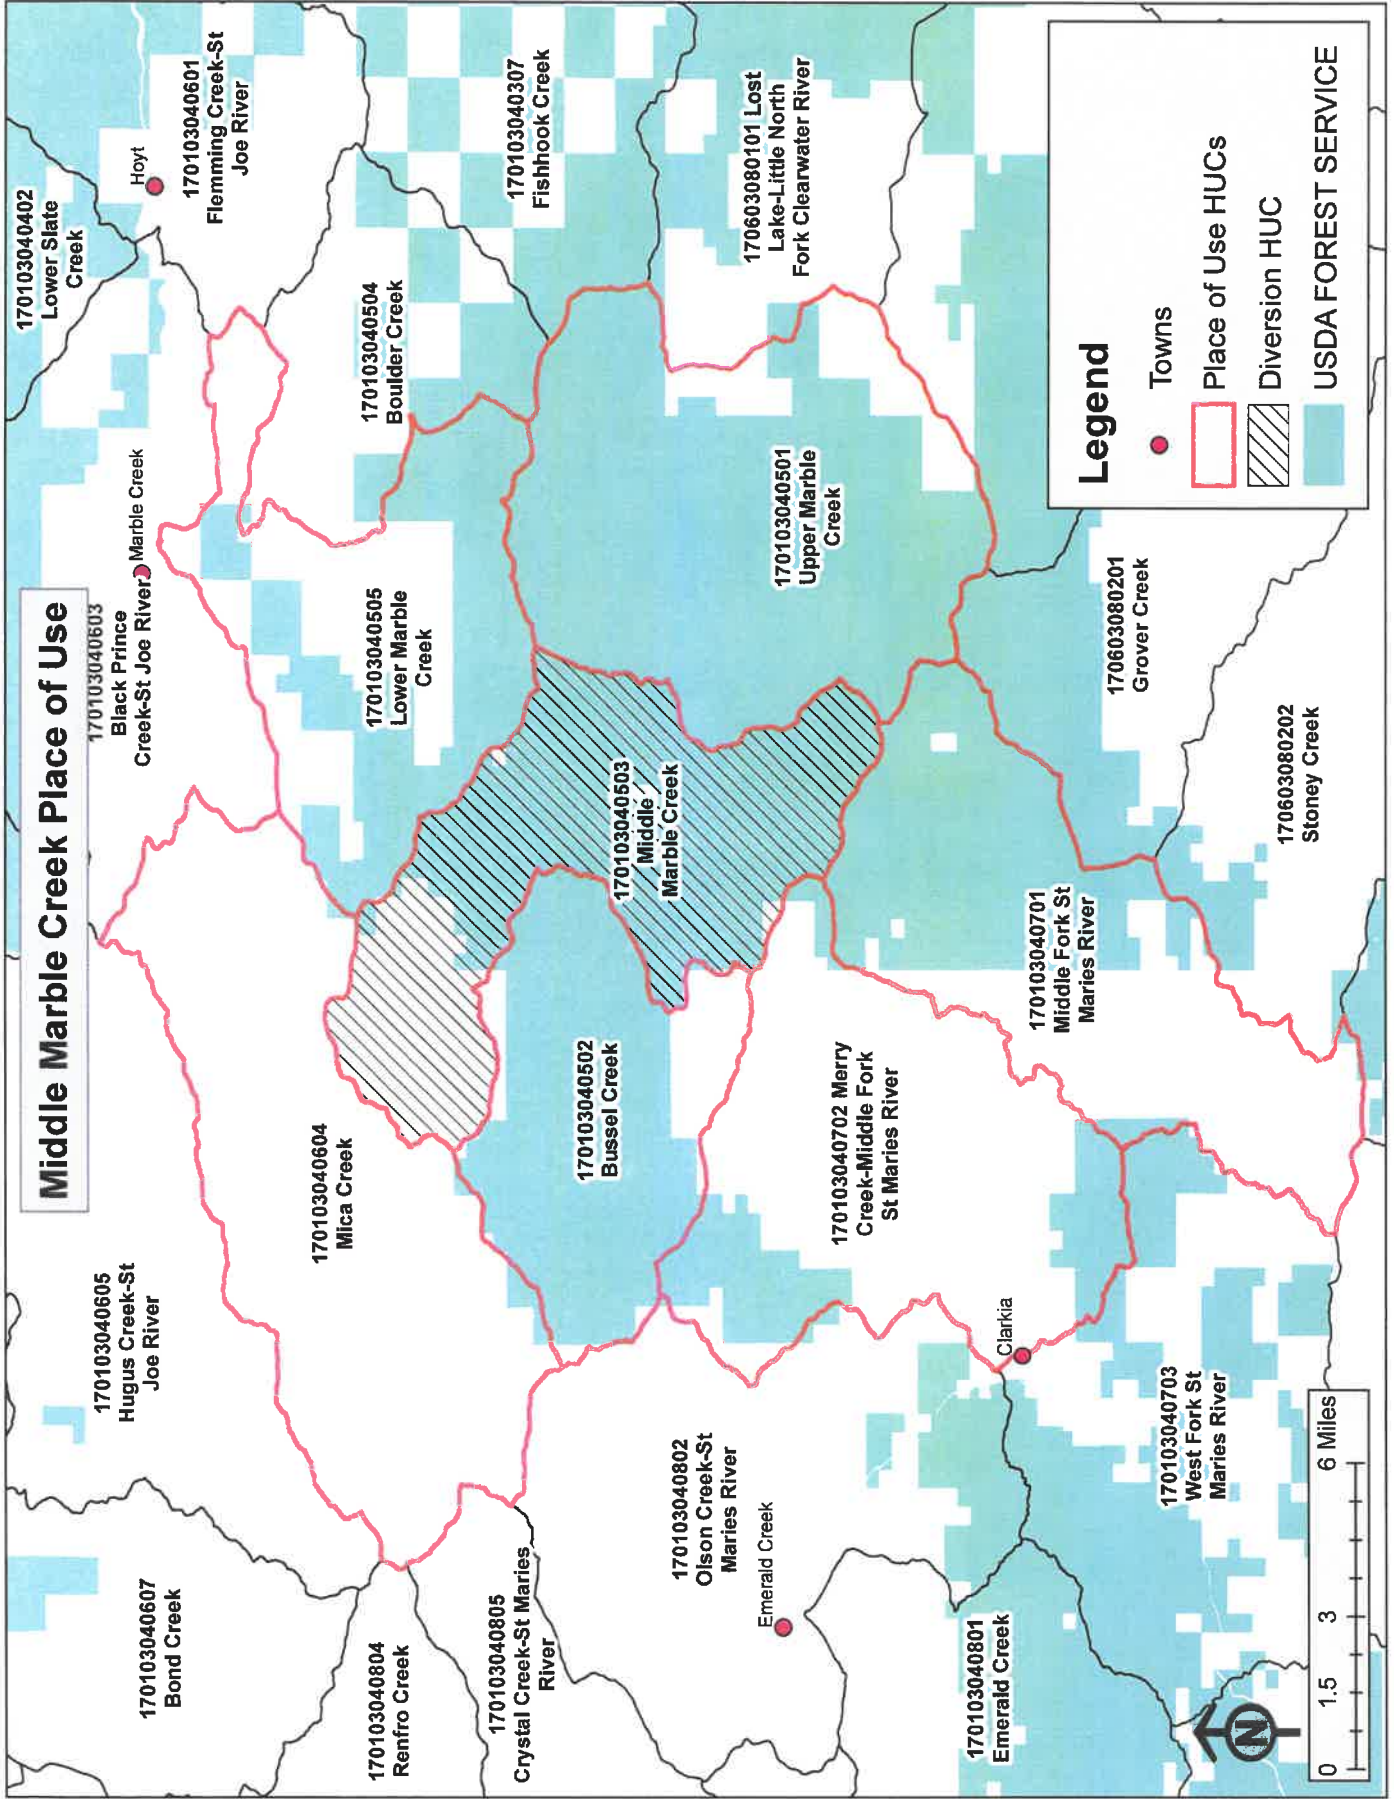 Middle Marble Creek Place of Use
170103040402
Lower Slate
Creek
Hoyt
170103040601
Flemming Creek-St
Joe River
170103040603
Black Prince
Creek-St Joe River
Marble Creek
170103040605
Hugus Creek-St
Joe River
170103040607
Bond Creek
170103040504
Boulder Creek
170103040307
Fishhook Creek
170103040505
Lower Marble
Creek
170103040604
Mica Creek
170103040804
Renfro Creek
170103040805
Crystal Creek-St Maries
River
170103040502
Bussel Creek
170103040503
Middle
Marble Creek
170103040501
Upper Marble
Creek
170603080101 Lost
Lake-Little North
Fork Clearwater River
170103040802
Olson Creek-St
Maries River
Emerald Creek
170103040702 Merry
Creek-Middle Fork
St Maries River
Clarkia
170103040801
Emerald Creek
170103040701
Middle Fork St
Maries River
170603080201
Grover Creek
170103040703
West Fork St
Maries River
170603080202
Stoney Creek
Legend
Towns
Place of Use HUCs
Diversion HUC
USDA FOREST SERVICE
N
0 1.5 3 6 Miles